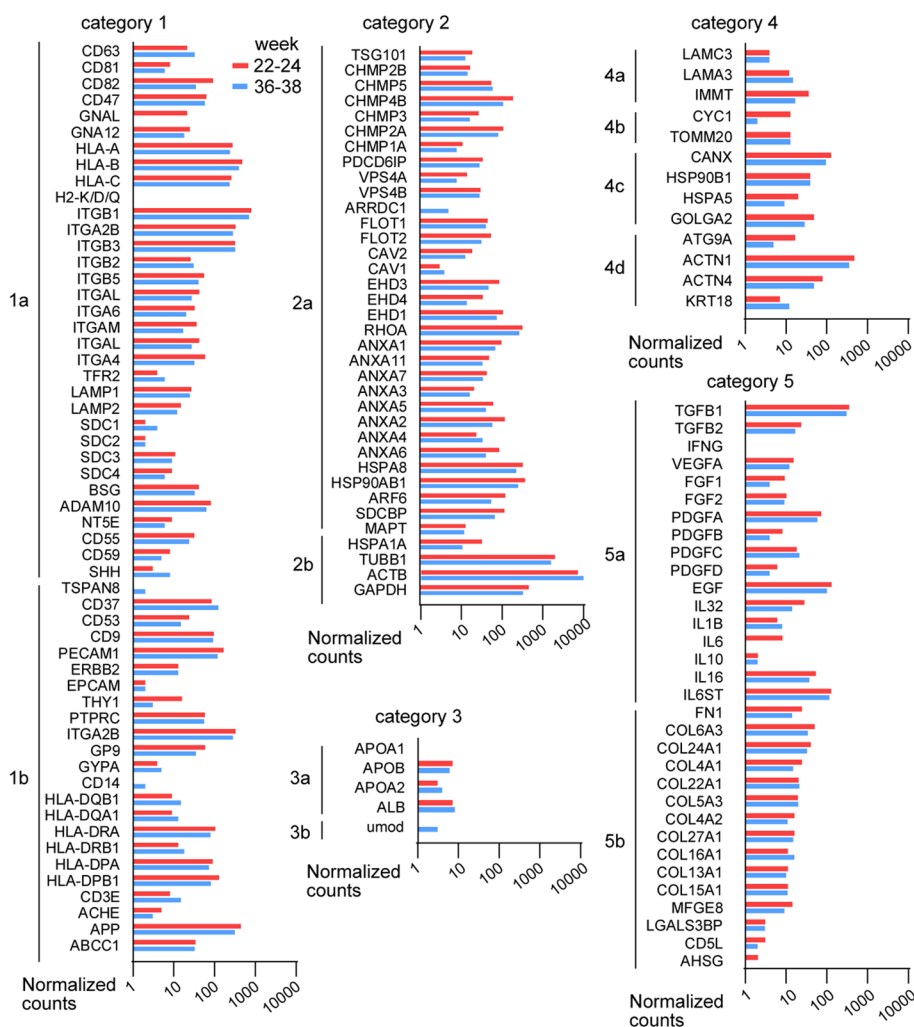 category 1
week
22-24
36-38
1a
CD63
CD81
CD82
CD47
GNAL
GNA12
HLA-A
HLA-B
HLA-C
H2-K/D/Q
ITGB1
ITGA2B
ITGB3
ITGB2
ITGB5
ITGAL
ITGA6
ITGAM
ITGAL
ITGA4
TFR2
LAMP1
LAMP2
SDC1
SDC2
SDC3
SDC4
BSG
ADAM10
NT5E
CD55
CD59
SHH
1b
TSPAN8
CD37
CD53
CD9
PECAM1
ERBB2
EPCAM
THY1
PTPRC
ITGA2B
GP9
GYPA
CD14
HLA-DQB1
HLA-DQA1
HLA-DRA
HLA-DRB1
HLA-DPA
HLA-DPB1
CD3E
ACHE
APP
ABCC1
Normalized
counts
1 10 100 1000 10000
category 2
2a
TSG101
CHMP2B
CHMP5
CHMP4B
CHMP3
CHMP2A
CHMP1A
PDCD6IP
VPS4A
VPS4B
ARRDC1
FLOT1
FLOT2
CAV2
CAV1
EHD3
EHD4
EHD1
RHOA
ANXA1
ANXA11
ANXA7
ANXA3
ANXA5
ANXA2
ANXA4
ANXA6
HSPA8
HSP90AB1
ARF6
SDCBP
MAPT
2b
HSPA1A
TUBB1
ACTB
GAPDH
Normalized
counts
1 10 100 1000 10000
category 3
3a
APOA1
APOB
APOA2
ALB
3b
umod
Normalized
counts
1 10 100 1000 10000
category 4
4a
LAMC3
LAMA3
IMMT
4b
CYC1
TOMM20
4c
CANX
HSP90B1
HSPA5
GOLGA2
4d
ATG9A
ACTN1
ACTN4
KRT18
Normalized
counts
1 10 100 1000 10000
category 5
5a
TGFB1
TGFB2
IFNG
VEGFA
FGF1
FGF2
PDGFA
PDGFB
PDGFC
PDGFD
EGF
IL32
IL1B
IL6
IL10
IL16
IL6ST
5b
FN1
COL6A3
COL24A1
COL4A1
COL22A1
COL5A3
COL4A2
COL27A1
COL16A1
COL13A1
COL15A1
MFGE8
LGALS3BP
CD5L
AHSG
Normalized
counts
1 10 100 1000 10000